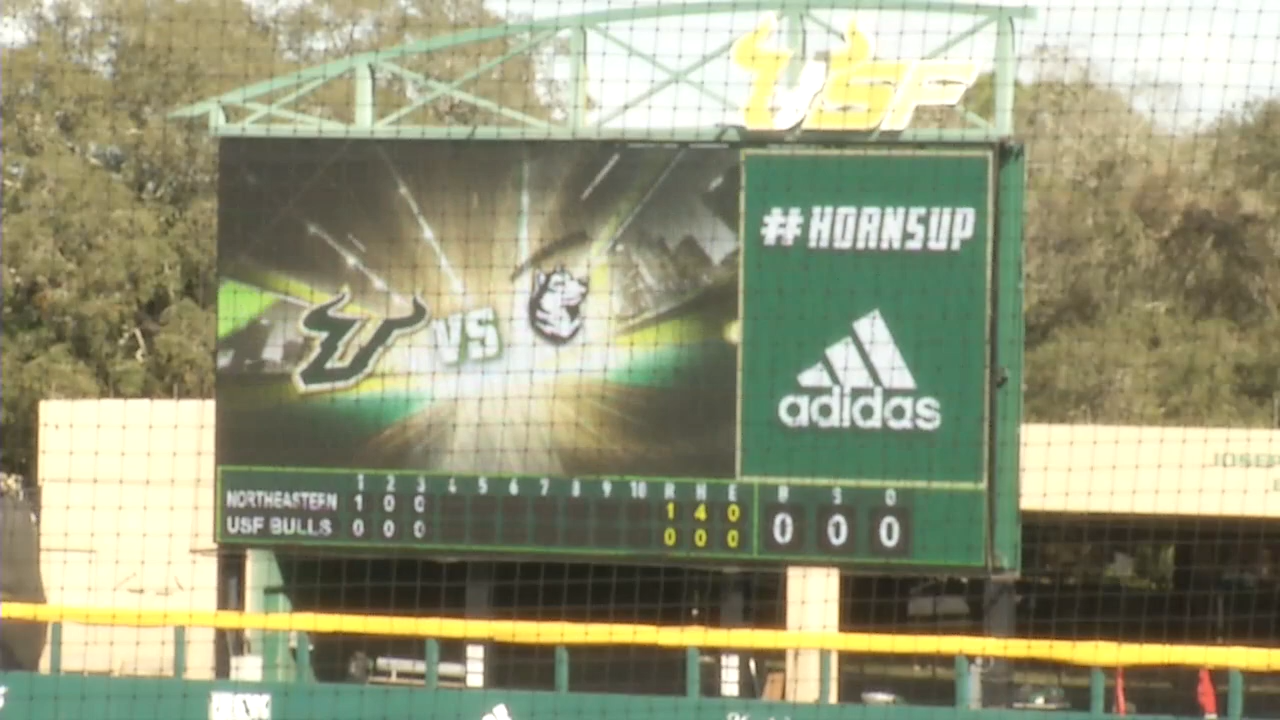 USF
#HORNSUP
VS
adidas
1 2 3 4 5 6 7 8 9 10 R H E B S O
NORTHEASTERN 1 0 0 1 4 0
USF BULLS 0 0 0 0 0 0
0 0 0